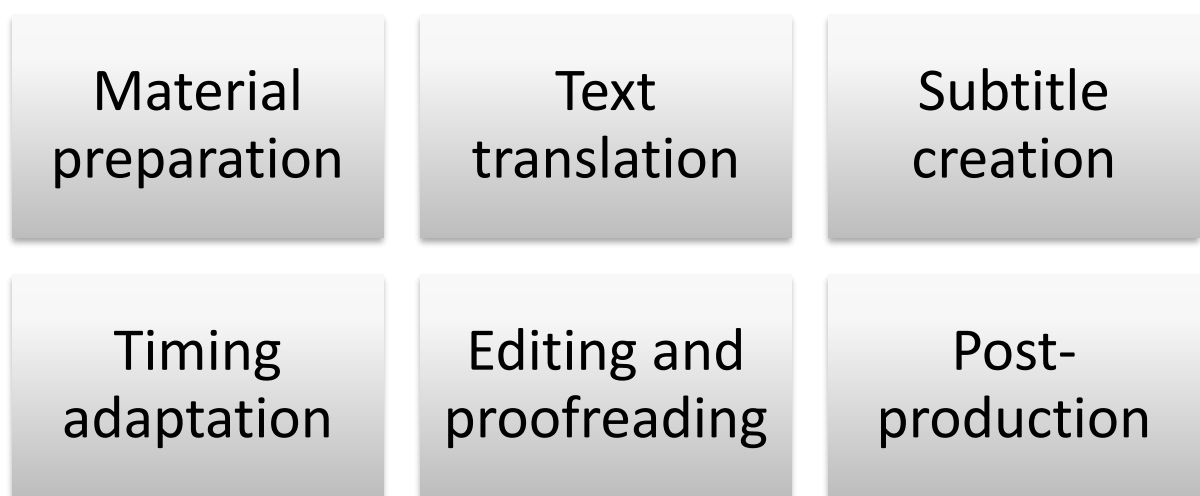 Material
preparation
Text
translation
Subtitle
creation
Timing
adaptation
Editing and
proofreading
Post-
production